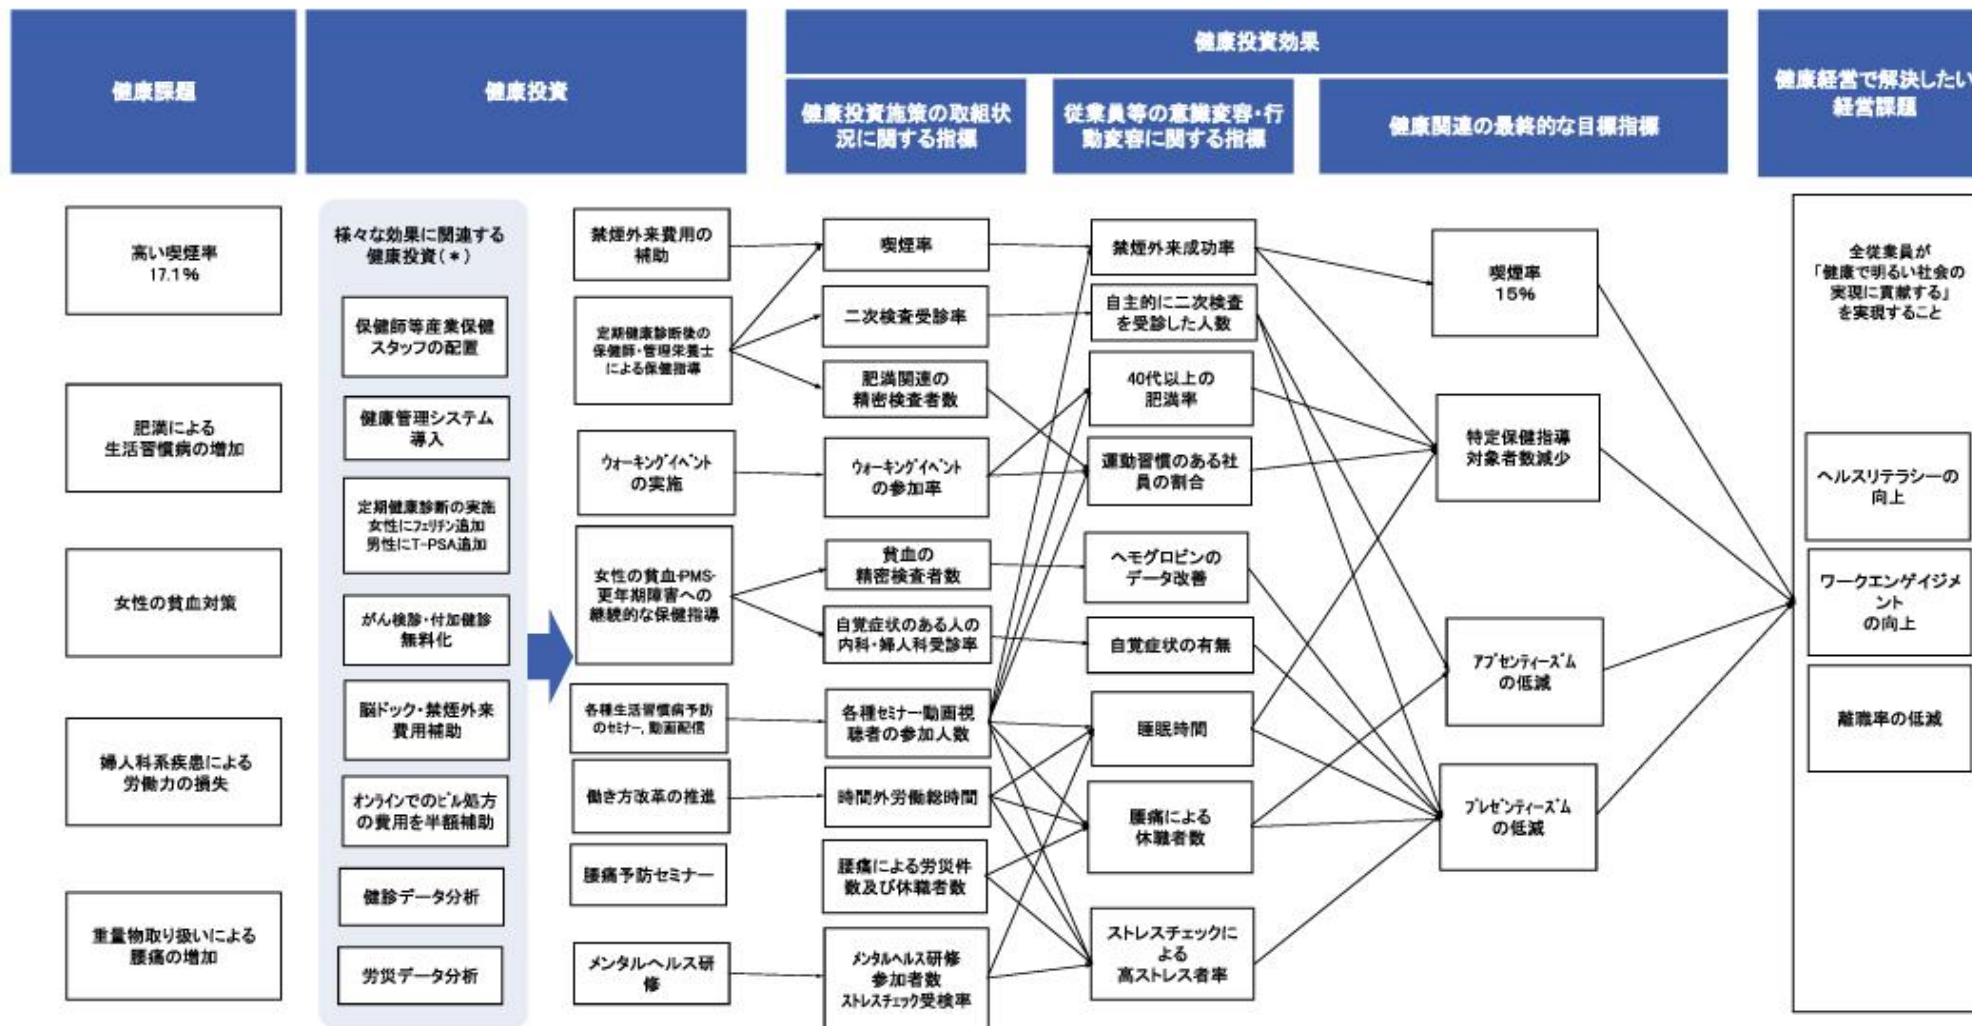 健康課題
健康投資
健康投資効果
健康投資施策の取組状
況に関する指標
従業員等の意識変容・行
動変容に関する指標
健康関連の最終的な目標指標
健康経営で解決したい
経営課題
高い喫煙率
17.1%
肥満による
生活習慣病の増加
女性の貧血対策
婦人科系疾患による
労働力の損失
重量物取り扱いによる
腰痛の増加
様々な効果に関連する
健康投資(*)
保健師等産業保健
スタッフの配置
健康管理システム
導入
定期健康診断の実施
女性にフェリチン追加
男性にT-PSA追加
がん検診・付加健診
無料化
脳ドック・禁煙外来
費用補助
オンラインでのピル処方
の費用を半額補助
健診データ分析
労災データ分析
禁煙外来費用の
補助
定期健康診断後の
保健師・管理栄養士
による保健指導
ウォーキングイベント
の実施
女性の貧血・PMS・
更年期障害への
継続的な保健指導
各種生活習慣病予防
のセミナー、動画配信
働き方改革の推進
腰痛予防セミナー
メンタルヘルス研
修
喫煙率
二次検査受診率
肥満関連の
精密検査者数
ウォーキングイベント
の参加率
貧血の
精密検査者数
自覚症状のある人の
内科・婦人科受診率
各種セミナー・動画視
聴者の参加人数
時間外労働総時間
腰痛による労災件
数及び休職者数
メンタルヘルス研修
参加者数
ストレスチェック受検率
禁煙外来成功率
自主的に二次検査
を受診した人数
40代以上の
肥満率
運動習慣のある社
員の割合
ヘモグロビンの
データ改善
自覚症状の有無
睡眠時間
腰痛による
休職者数
ストレスチェックに
よる
高ストレス者率
喫煙率
15%
特定保健指導
対象者数減少
アブセンティーズム
の低減
プレゼンティーズム
の低減
全従業員が
「健康で明るい社会の
実現に貢献する」
を実現すること
ヘルスリテラシーの
向上
ワークエンゲイジメ
ント
の向上
離職率の低減